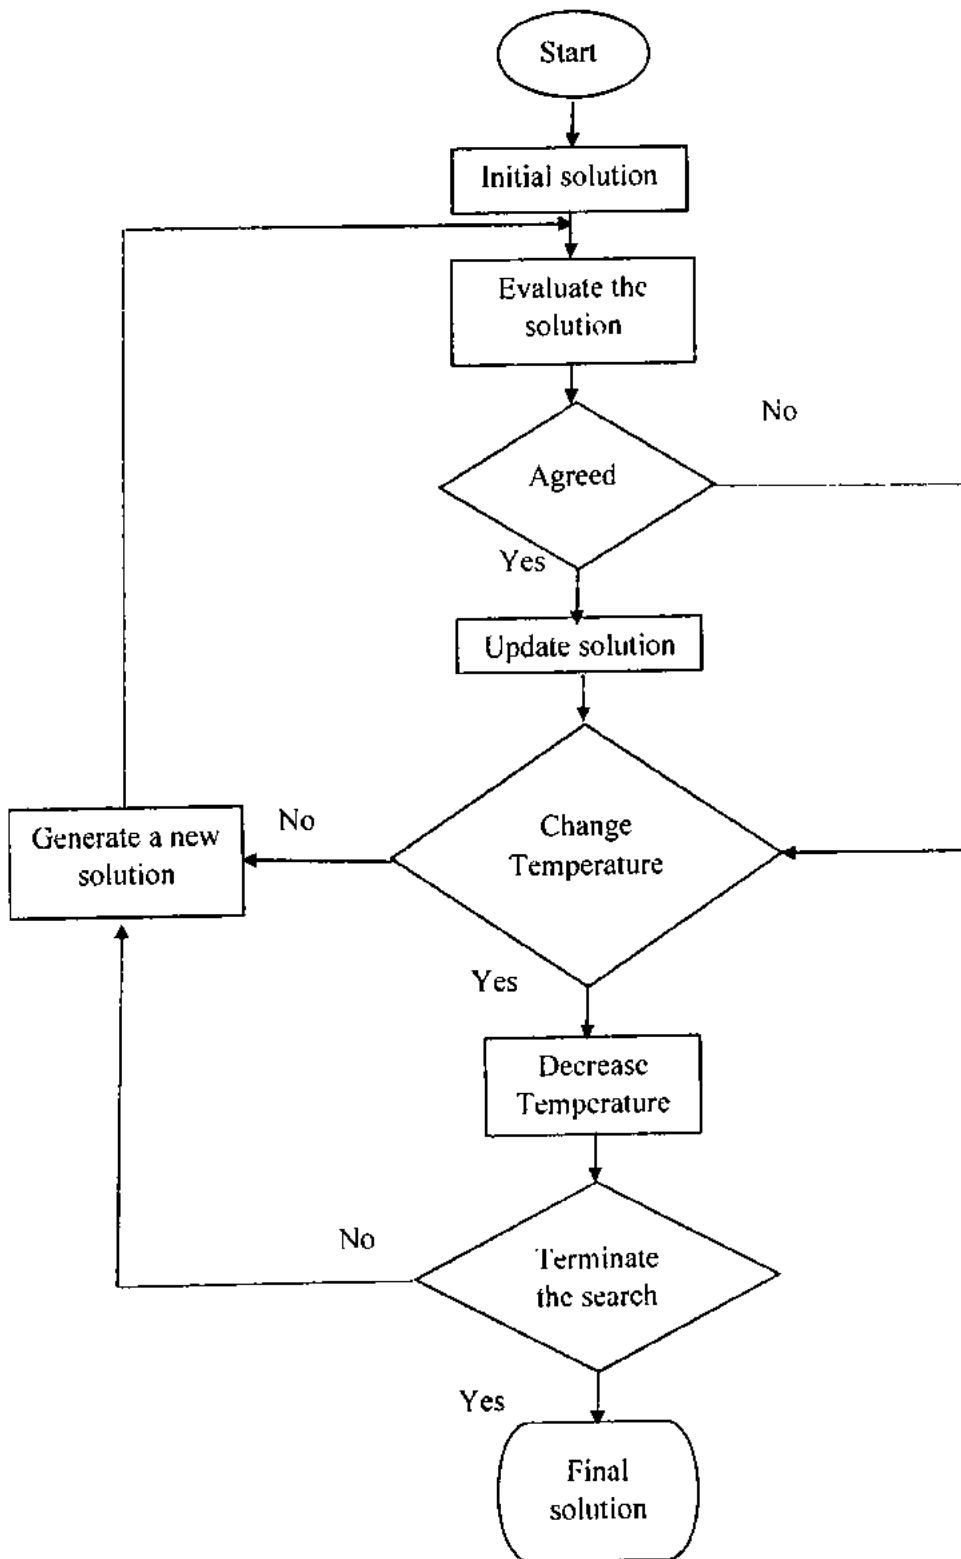 Start
Initial solution
Evaluate the
solution
No
Agreed
Yes
Update solution
Generate a new
solution
No
Change
Temperature
Yes
Decrease
Temperature
No
Terminate
the search
Yes
Final
solution